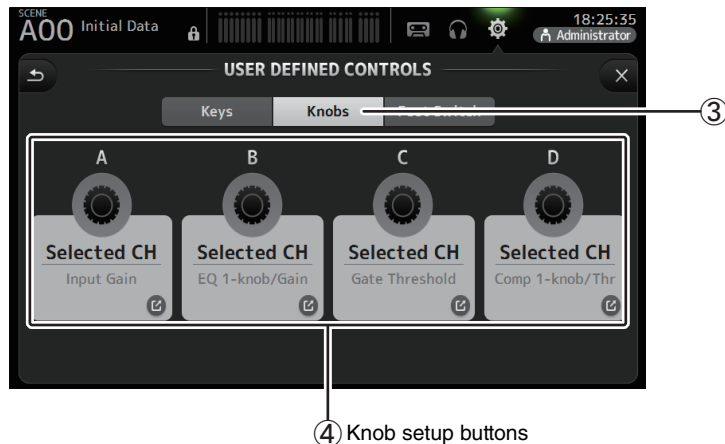 SCENE
A00 Initial Data
18:25:35
Administrator
USER DEFINED CONTROLS
Keys
Knobs
Foot Switch
③
A
B
C
D
Selected CH
Selected CH
Selected CH
Selected CH
Input Gain
EQ 1-knob/Gain
Gate Threshold
Comp 1-knob/Thr
④ Knob setup buttons